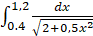 ∫_{0.4}^{1,2} dx / √(2+0,5x²)